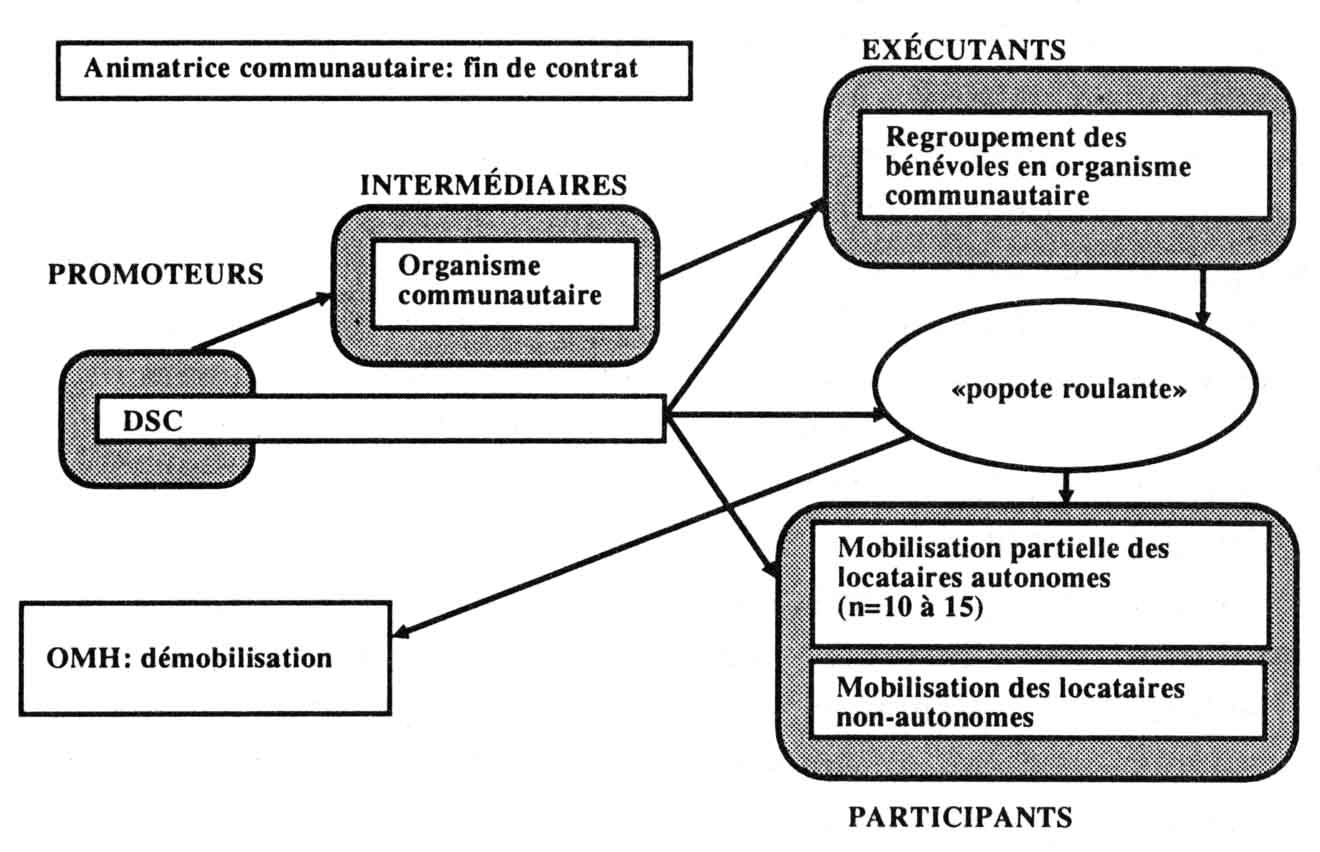 Animatrice communautaire: fin de contrat
EXÉCUTANTS
Regroupement des
bénévoles en organisme
communautaire
INTERMÉDIAIRES
Organisme
communautaire
PROMOTEURS
DSC
«popote roulante»
Mobilisation partielle des
locataires autonomes
(n=10 à 15)
OMH: démobilisation
Mobilisation des locataires
non-autonomes
PARTICIPANTS